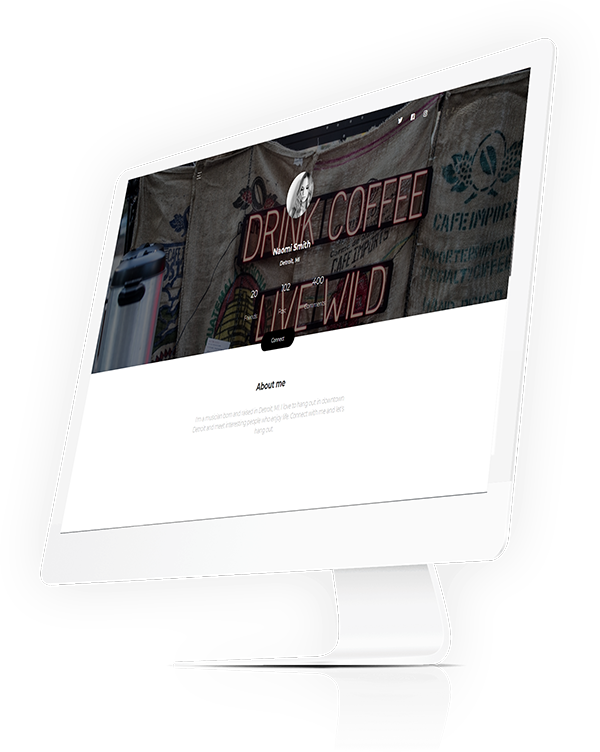 DRINK COFFEE
CAFE IMPORTS
CAFE IMPORT
Naomi Smith
Detroit, MI
20 102 400
Friends Comments
LIVE WILD
Connect
About me
I'm a musician born and raised in Detroit, MI. I love to hang out in downtown
Detroit and meet interesting people who enjoy life. Connect with me and let's
hang out.